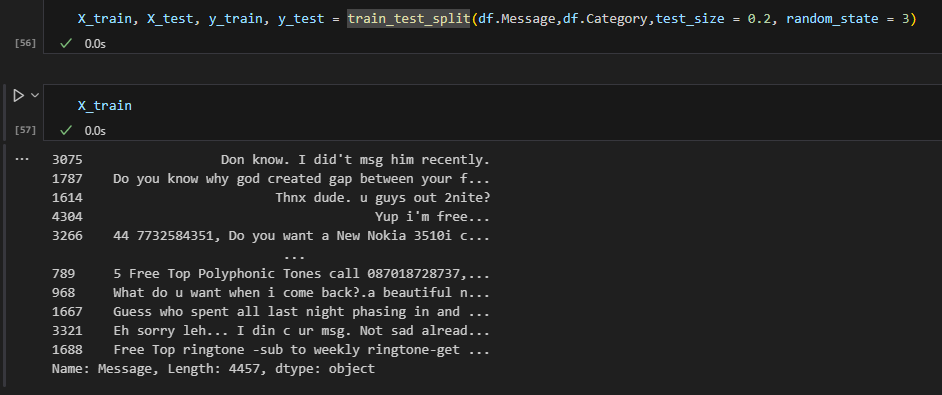 X_train, X_test, y_train, y_test = train_test_split(df.Message,df.Category,test_size = 0.2, random_state = 3)
[56] 0.0s
X_train
[57] 0.0s
... 3075 Don know. I did't msg him recently.
1787 Do you know why god created gap between your f...
1614 Thnx dude. u guys out 2nite?
4304 Yup i'm free...
3266 44 7732584351, Do you want a New Nokia 3510i c...
...
789 5 Free Top Polyphonic Tones call 087018728737,...
968 What do u want when i come back?.a beautiful n...
1667 Guess who spent all last night phasing in and ...
3321 Eh sorry leh... I din c ur msg. Not sad alread...
1688 Free Top ringtone -sub to weekly ringtone-get ...
Name: Message, Length: 4457, dtype: object